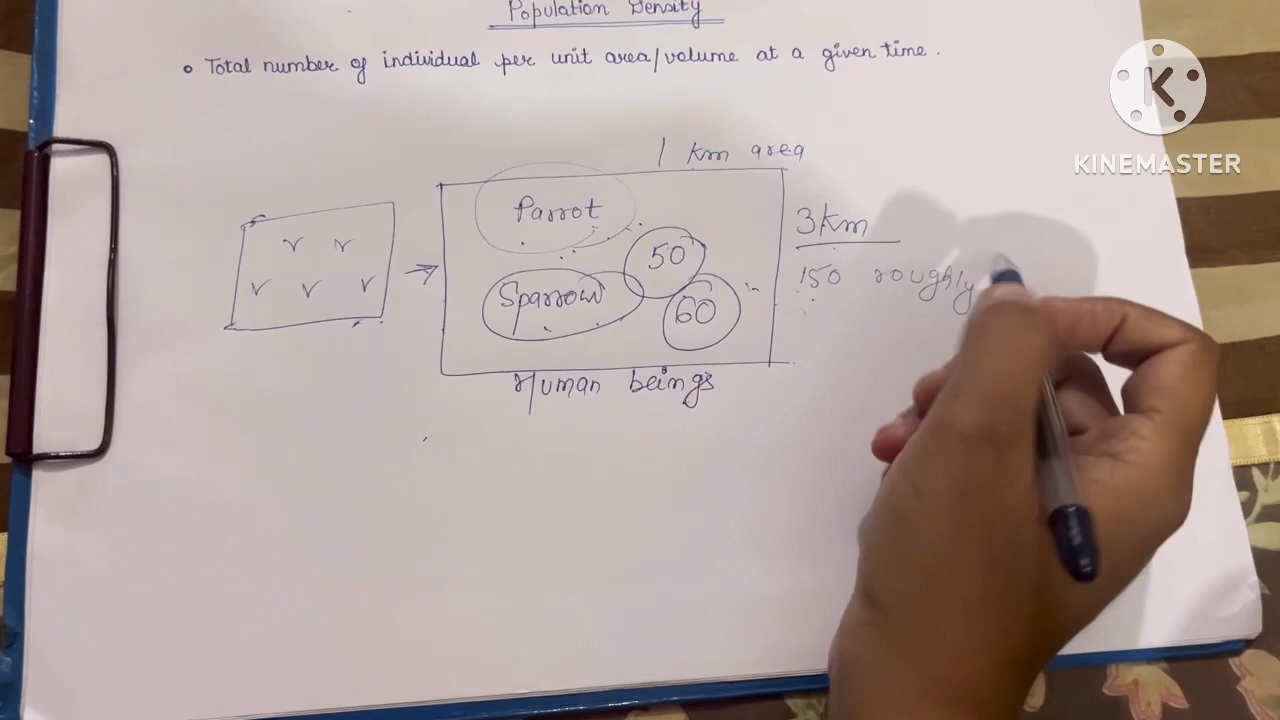 Population Density
• Total number of individual per unit area/volume at a given time.
K
KINEMASTER
1 km area
Parrot
3km
50
150 roughly
Sparrow
60
Human beings